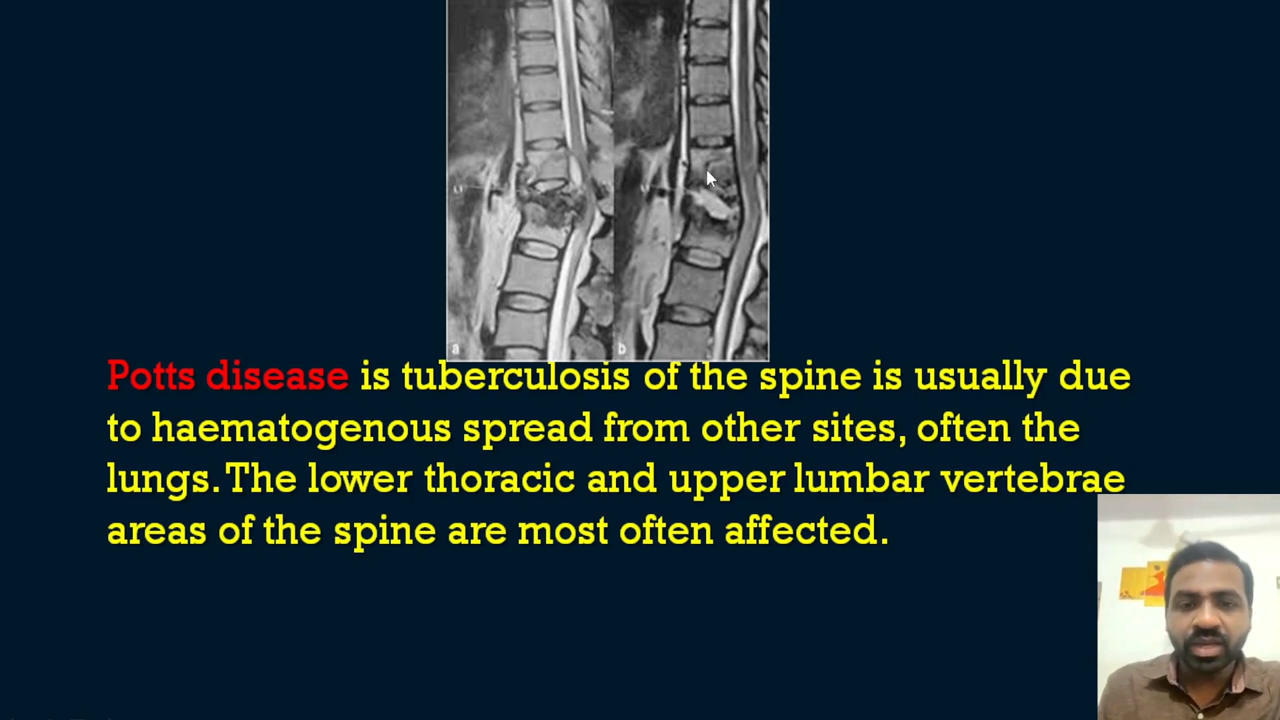 L1
a
b
Potts disease is tuberculosis of the spine is usually due
to haematogenous spread from other sites, often the
lungs. The lower thoracic and upper lumbar vertebrae
areas of the spine are most often affected.